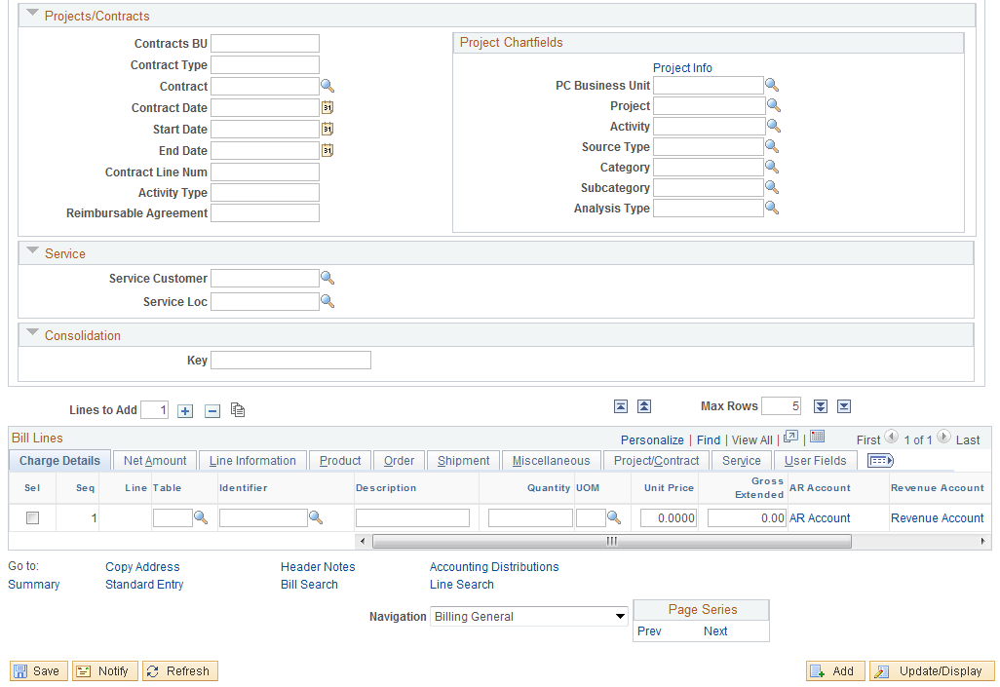 Projects/Contracts
Contracts BU
Contract Type
Contract
Contract Date
31
Start Date
31
End Date
31
Contract Line Num
Activity Type
Reimbursable Agreement
Project Chartfields
Project Info
PC Business Unit
Project
Activity
Source Type
Category
Subcategory
Analysis Type
Service
Service Customer
Service Loc
Consolidation
Key
Lines to Add 1
Max Rows 5
Bill Lines
Personalize | Find | View All | |
First 1 of 1 Last
Charge Details Net Amount Line Information Product Order Shipment Miscellaneous Project/Contract Service User Fields
Sel Seq Line Table Identifier Description Quantity UOM Unit Price Gross Extended AR Account Revenue Account
1 0.0000 0.00 AR Account Revenue Account
Go to: Copy Address Header Notes Accounting Distributions
Summary Standard Entry Bill Search Line Search
Navigation Billing General
Page Series
Prev Next
Save Notify Refresh Add Update/Display